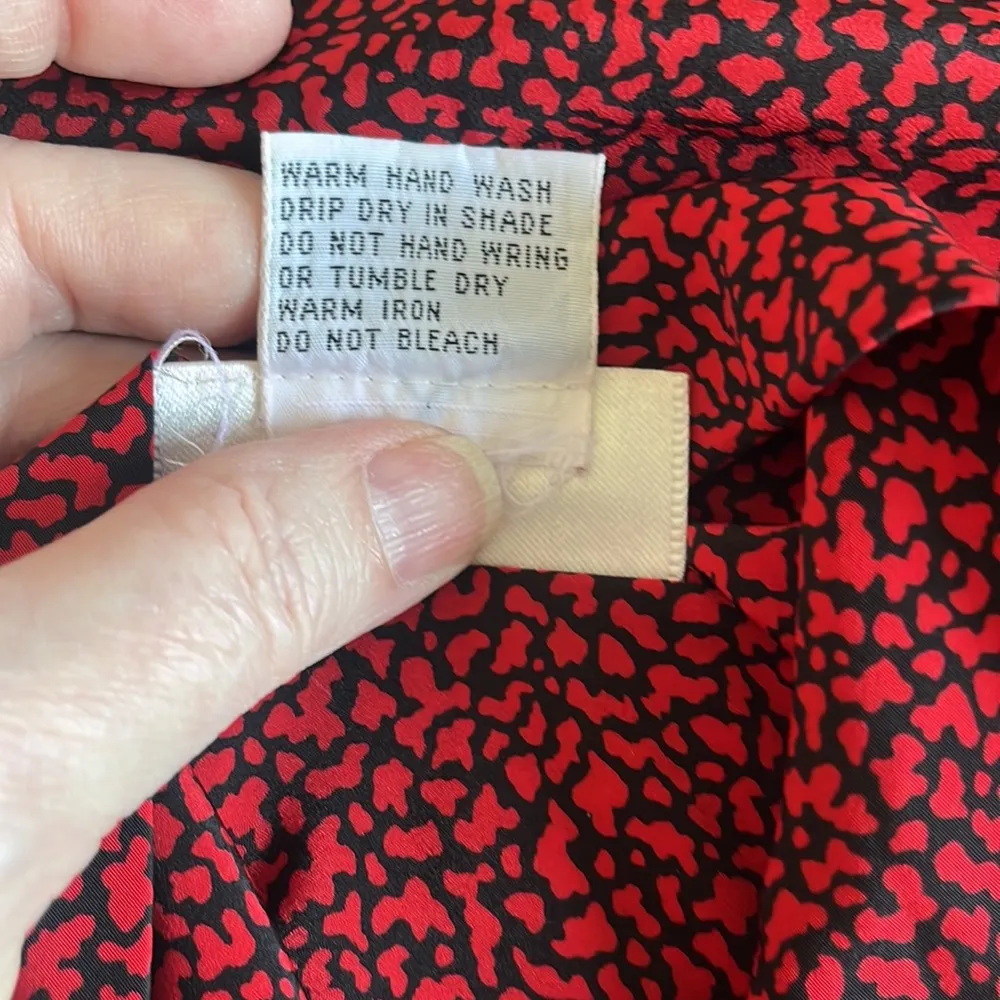 WARM HAND WASH
DRIP DRY IN SHADE
DO NOT HAND WRING
OR TUMBLE DRY
WARM IRON
DO NOT BLEACH